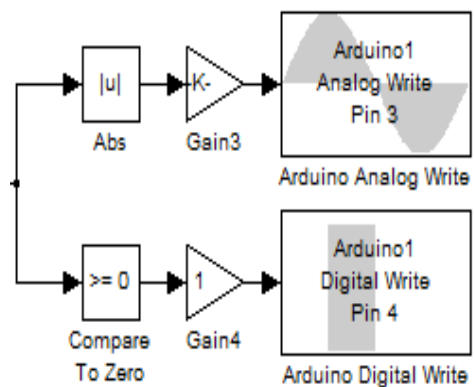 |u|
Abs
K-
Gain3
Arduino1
Analog Write
Pin 3
Arduino Analog Write
>= 0
Compare
To Zero
1
Gain4
Arduino1
Digital Write
Pin 4
Arduino Digital Write